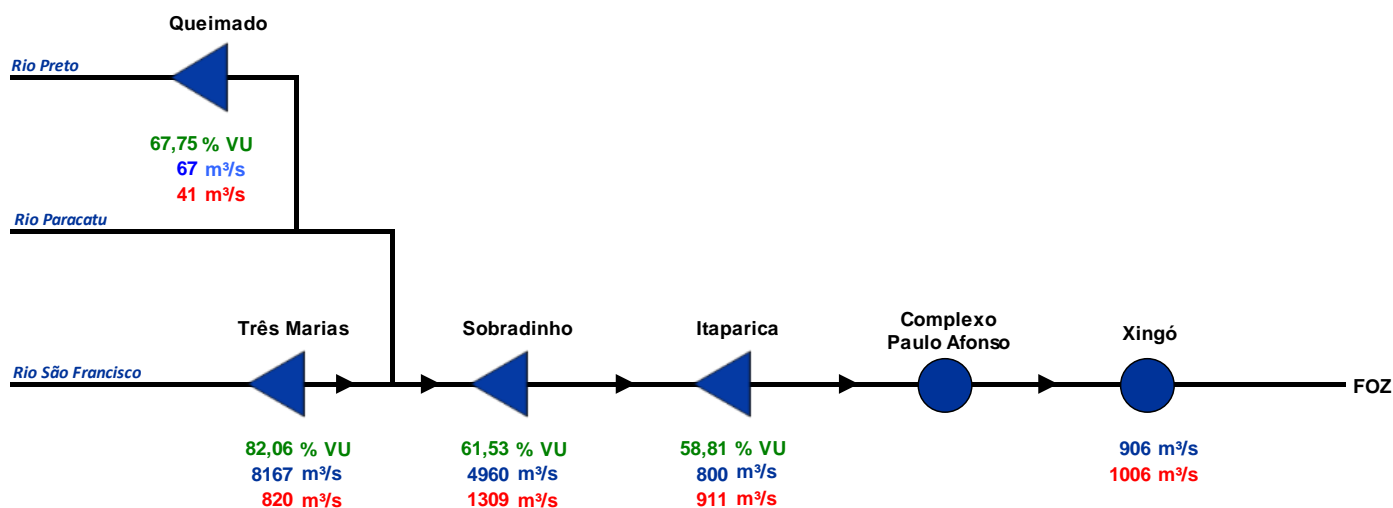 Queimado
Rio Preto
67,75 % VU
67 m³/s
41 m³/s
Rio Paracatu
Três Marias
Sobradinho
Itaparica
Complexo
Paulo Afonso
Xingó
Rio São Francisco
FOZ
82,06 % VU
8167 m³/s
820 m³/s
61,53 % VU
4960 m³/s
1309 m³/s
58,81 % VU
800 m³/s
911 m³/s
906 m³/s
1006 m³/s